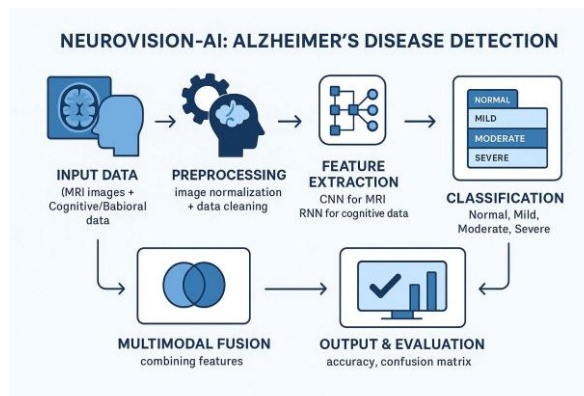 NEUROVISION-AI: ALZHEIMER'S DISEASE DETECTION
INPUT DATA
(MRI images +
Cognitive/Babioral
data
PREPROCESSING
image normalization
+ data cleaning
FEATURE
EXTRACTION
CNN for MRI
RNN for cognitive data
NORMAL
MILD
MODERATE
SEVERE
CLASSIFICATION
Normal, Mild,
Moderate, Severe
MULTIMODAL FUSION
combining features
OUTPUT & EVALUATION
accuracy, confusion matrix